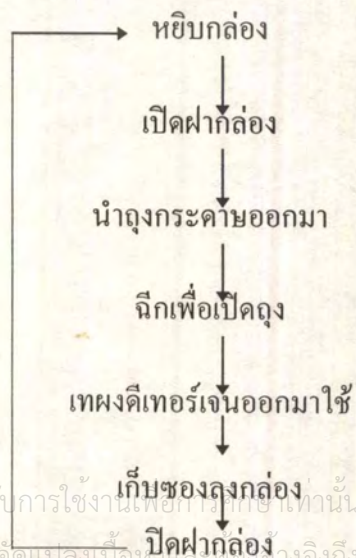 หยิบกล่อง
เปิดฝากล่อง
นำถุงกระดาษออกมา
ฉีกเพื่อเปิดถุง
เทผงดีเทอร์เจนออกมาใช้
เก็บซองลงกล่อง
ปิดฝากล่อง